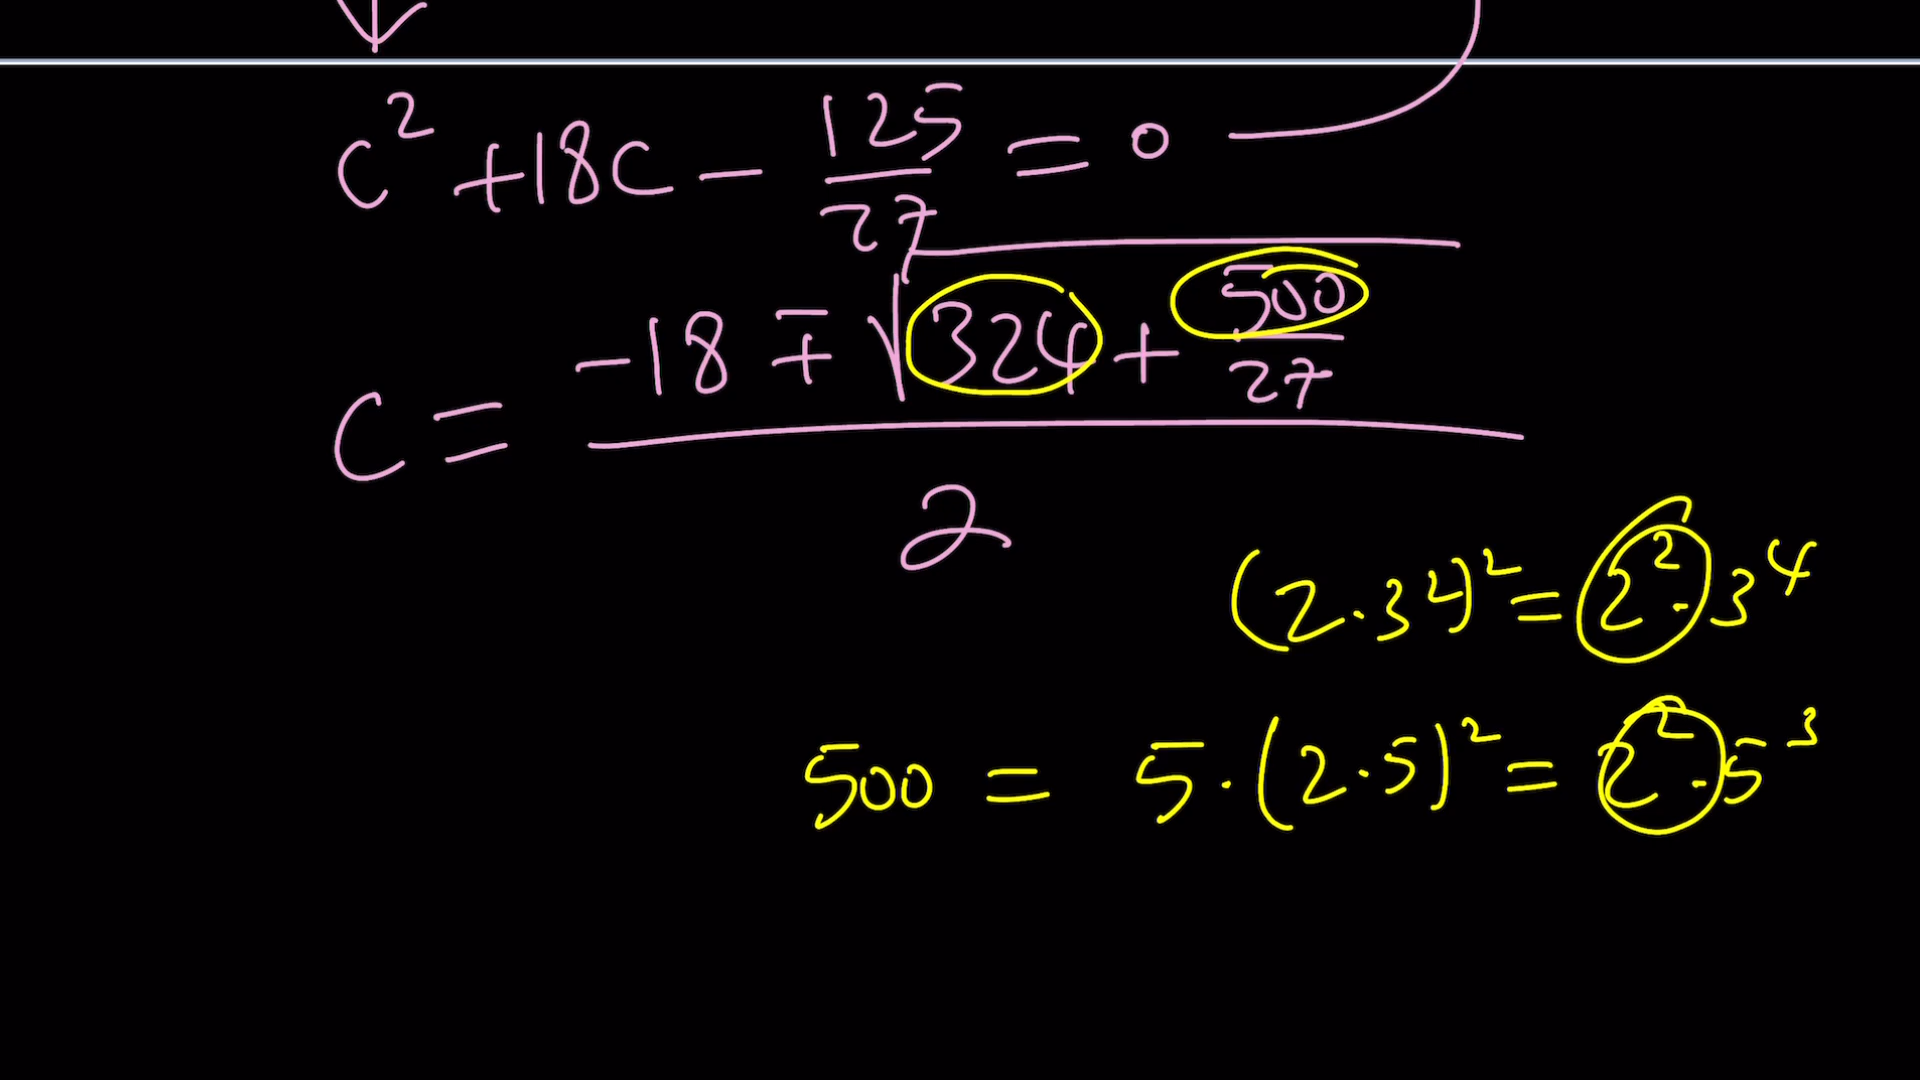 c² + 18c - 125/27 = 0
c = (-18 ∓ √(324 + 500/27))/2
(2·3⁴)² = 2²·3⁴
500 = 5·(2·5)² = 2²·5³